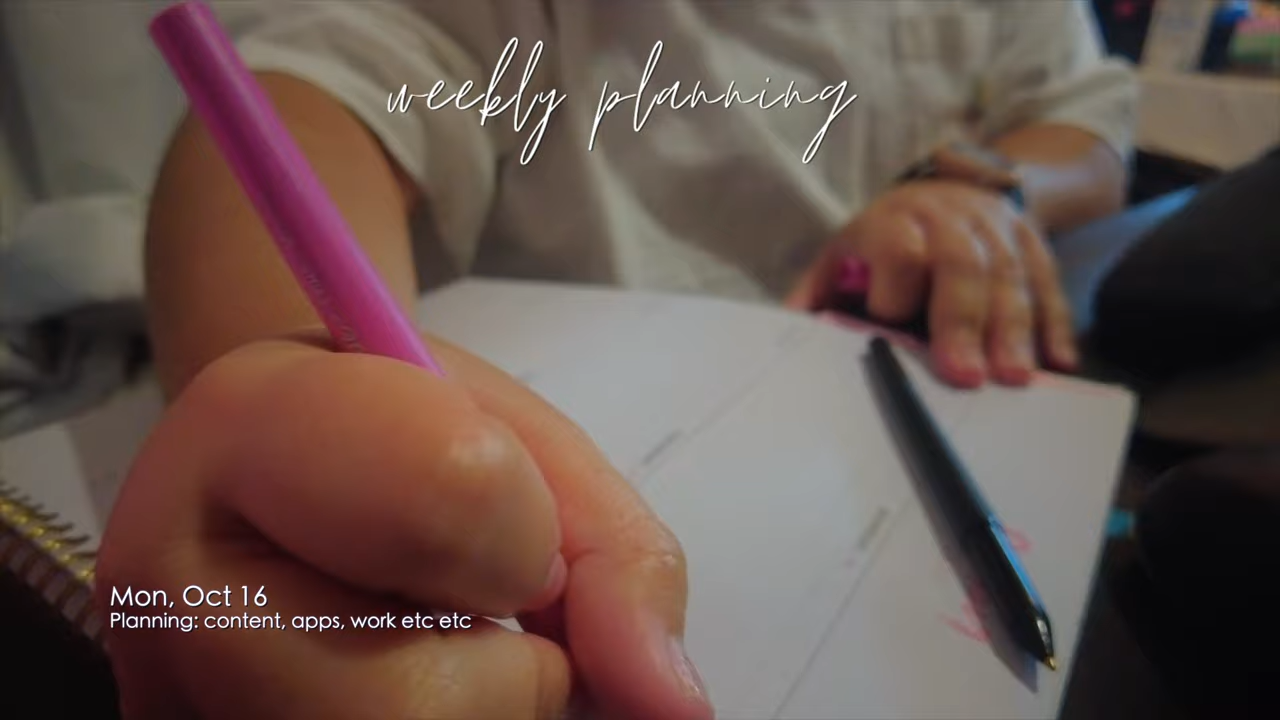 weekly planning
Mon, Oct 16
Planning: content, apps, work etc etc